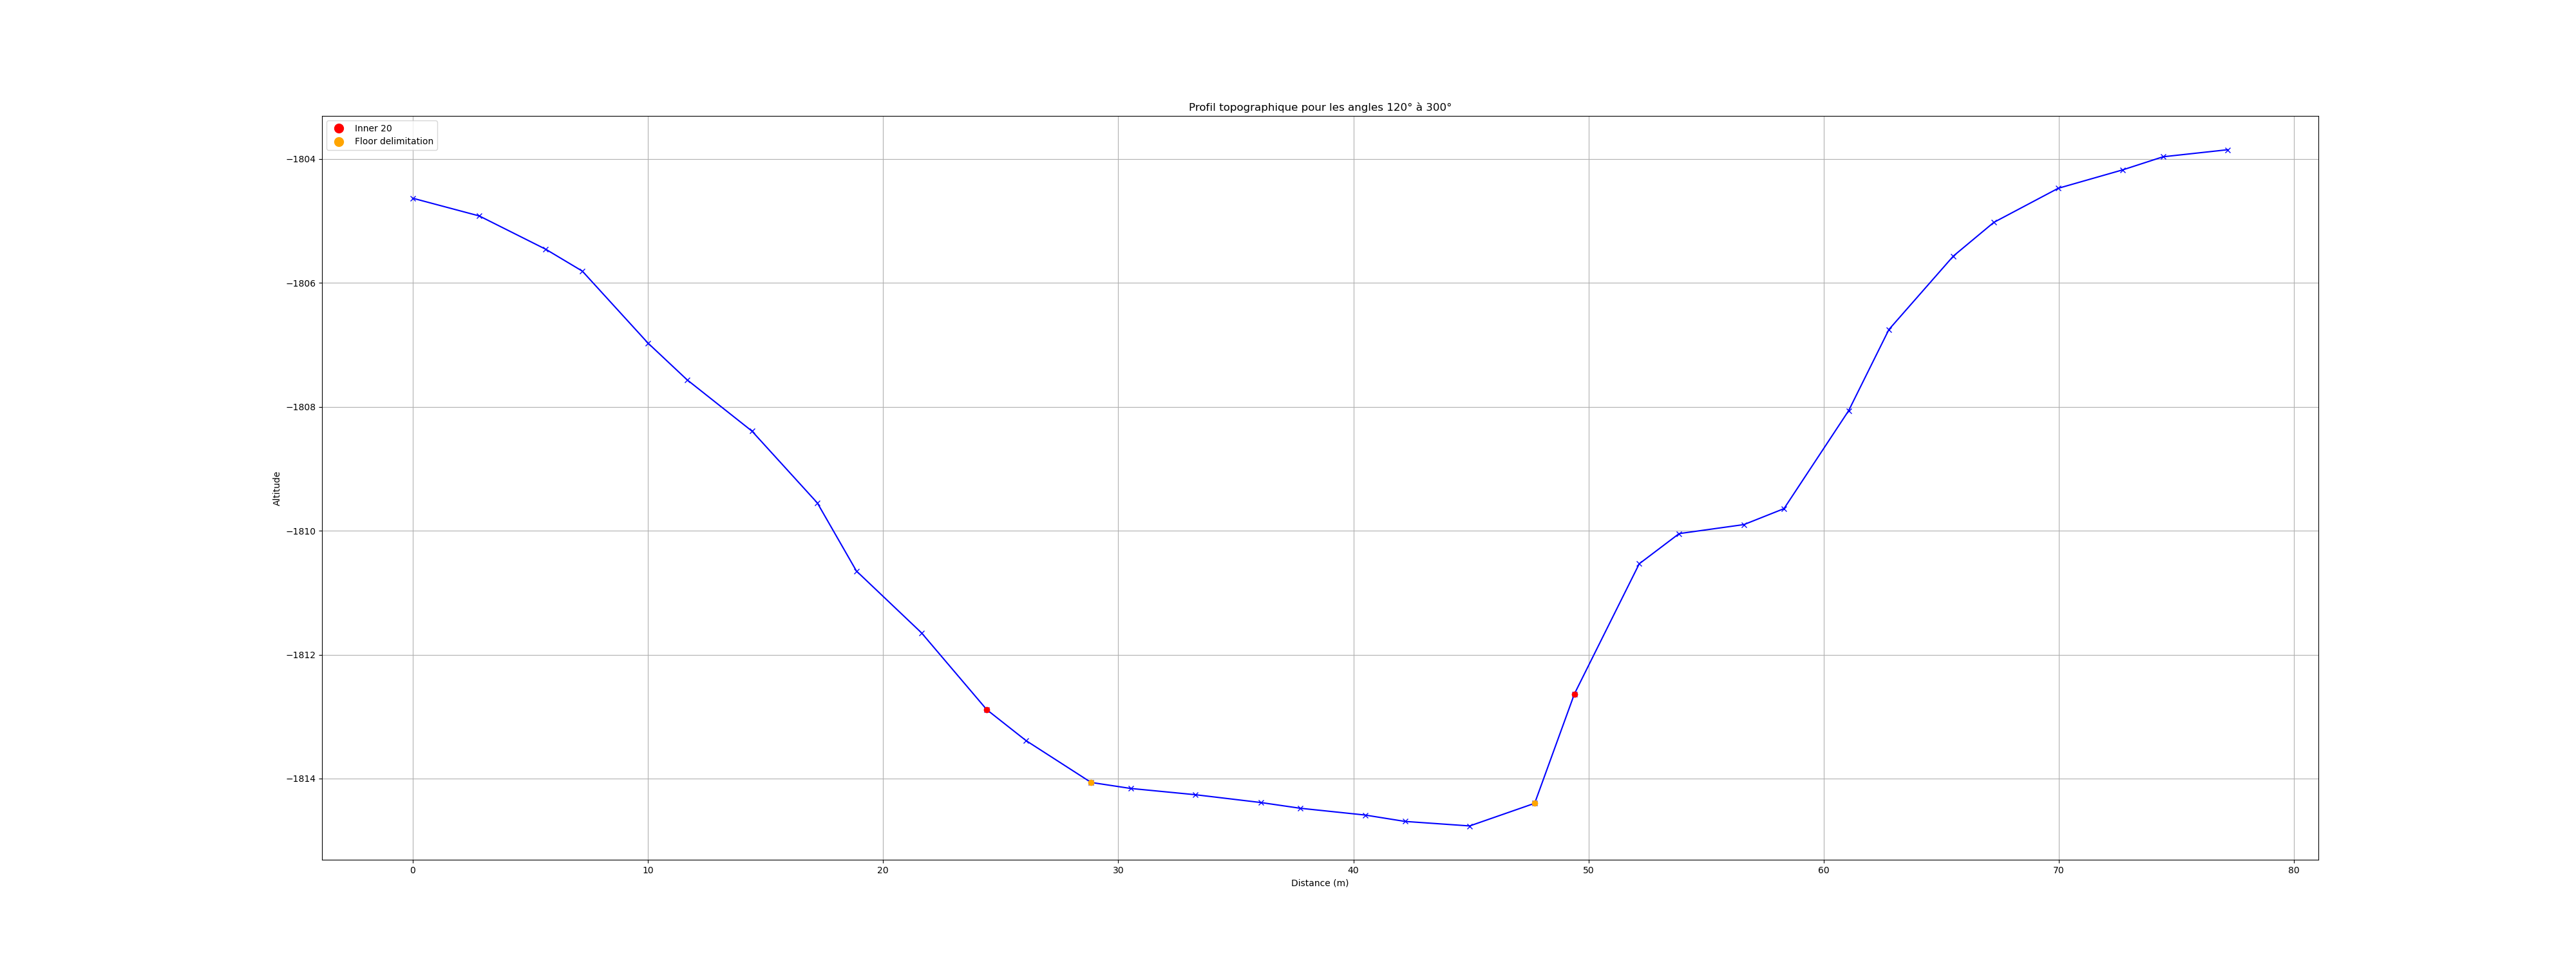 Profil topographique pour les angles 120° à 300°
Inner 20
Floor delimitation
−1804
−1806
−1808
−1810
−1812
−1814
Altitude
0 10 20 30 40 50 60 70 80
Distance (m)